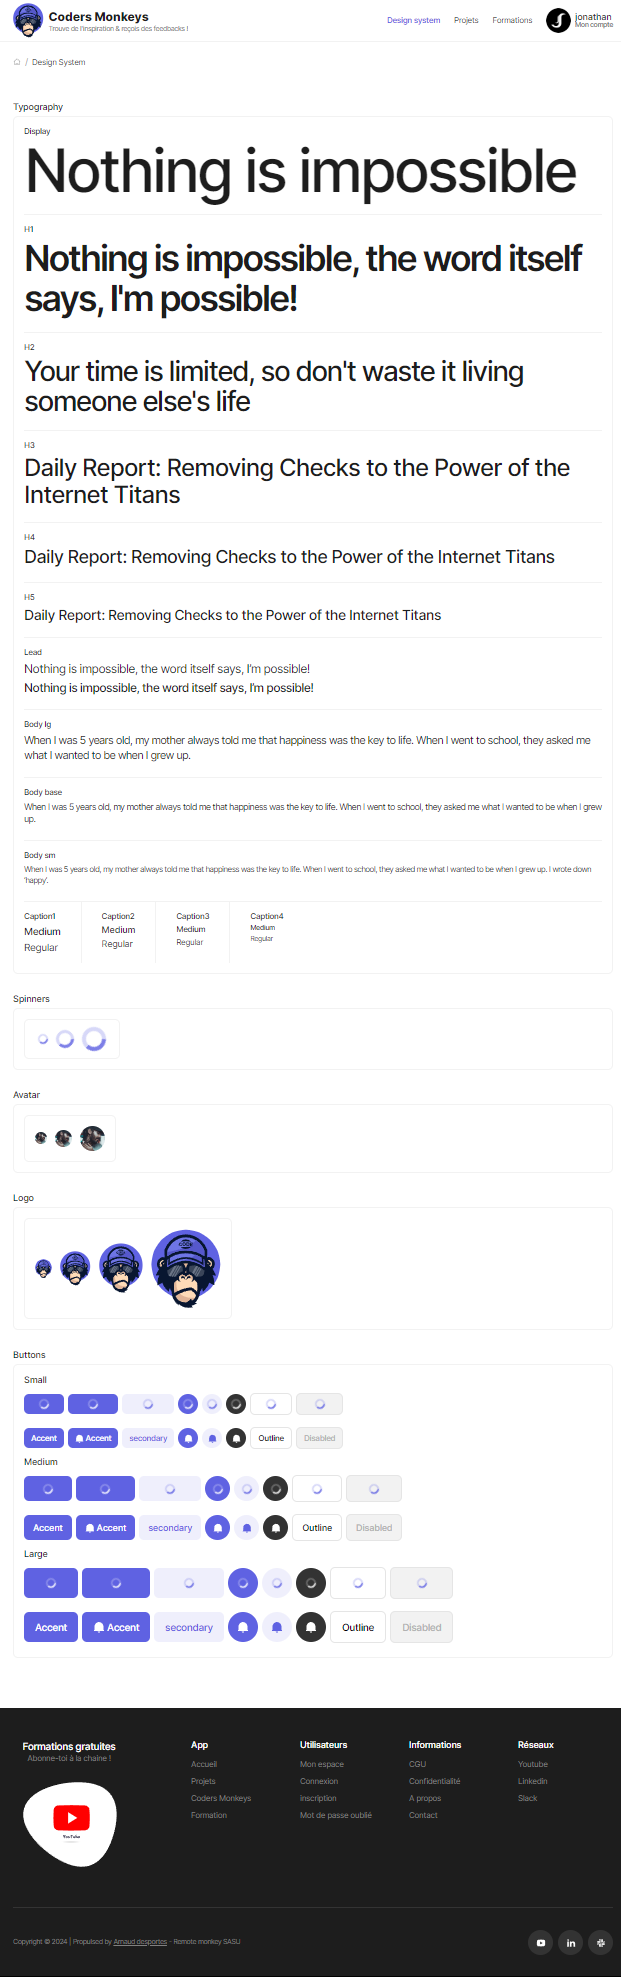 Coders Monkeys
Trouve de l'inspiration & reçois des feedbacks !
Design system Projets Formations
jonathan
Mon compte
/ Design System
Typography
Display
Nothing is impossible
H1
Nothing is impossible, the word itself
says, I'm possible!
H2
Your time is limited, so don't waste it living
someone else's life
H3
Daily Report: Removing Checks to the Power of the
Internet Titans
H4
Daily Report: Removing Checks to the Power of the Internet Titans
H5
Daily Report: Removing Checks to the Power of the Internet Titans
Lead
Nothing is impossible, the word itself says, I'm possible!
Nothing is impossible, the word itself says, I'm possible!
Body lg
When I was 5 years old, my mother always told me that happiness was the key to life. When I went to school, they asked me
what I wanted to be when I grew up.
Body base
When I was 5 years old, my mother always told me that happiness was the key to life. When I went to school, they asked me what I wanted to be when I grew
up.
Body sm
When I was 5 years old, my mother always told me that happiness was the key to life. When I went to school, they asked me what I wanted to be when I grew up. I wrote down
'happy'.
Caption1 Caption2 Caption3 Caption4
Medium Medium Medium Medium
Regular Regular Regular Regular
Spinners
Avatar
Logo
Buttons
Small
Accent Accent secondary Outline Disabled
Medium
Accent Accent secondary Outline Disabled
Large
Accent Accent secondary Outline Disabled
Formations gratuites
Abonne-toi à la chaine !
YouTube
App
Accueil
Projets
Coders Monkeys
Formation
Utilisateurs
Mon espace
Connexion
inscription
Mot de passe oublié
Informations
CGU
Confidentialité
A propos
Contact
Réseaux
Youtube
Linkedin
Slack
Copyright © 2024 | Propulsed by Arnaud desportes - Remote monkey SASU